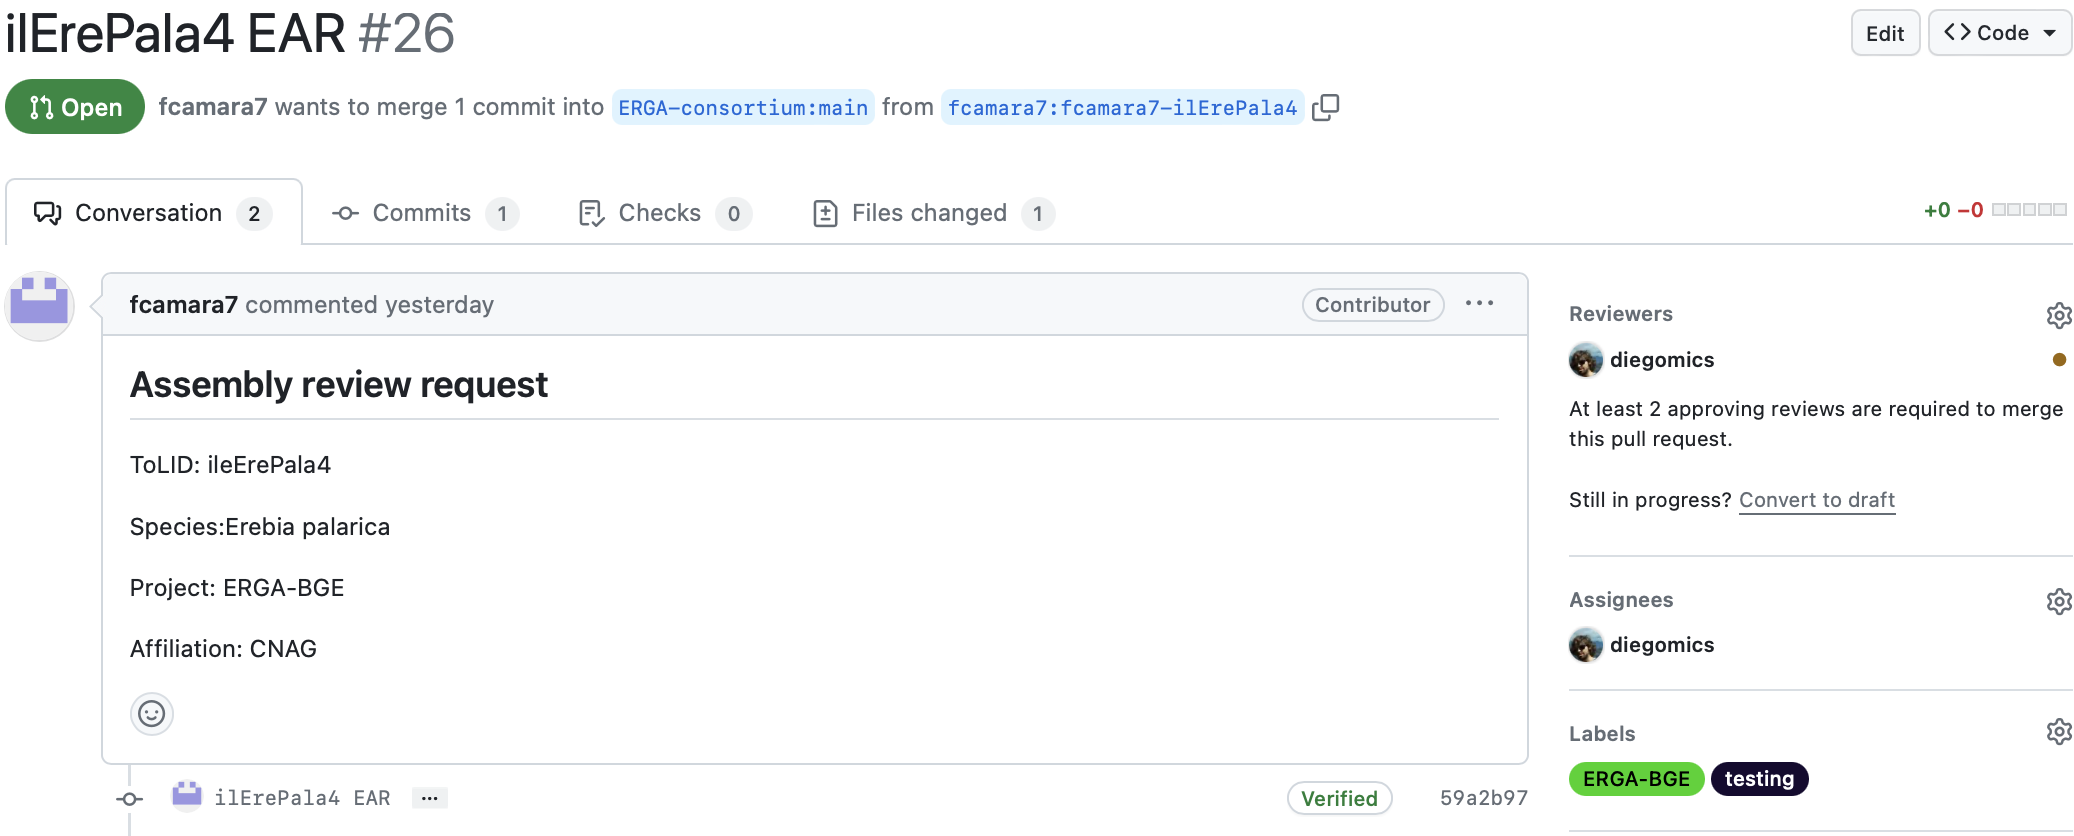 ilErePala4 EAR #26
Edit
Code
Open
fcamara7 wants to merge 1 commit into ERGA-consortium:main from fcamara7:fcamara7-ilErePala4
Conversation 2
Commits 1
Checks 0
Files changed 1
+0 −0
fcamara7 commented yesterday
Contributor
Assembly review request
ToLID: ileErePala4
Species:Erebia palarica
Project: ERGA-BGE
Affiliation: CNAG
ilErePala4 EAR
Verified
59a2b97
Reviewers
diegomics
At least 2 approving reviews are required to merge
this pull request.
Still in progress? Convert to draft
Assignees
diegomics
Labels
ERGA-BGE testing